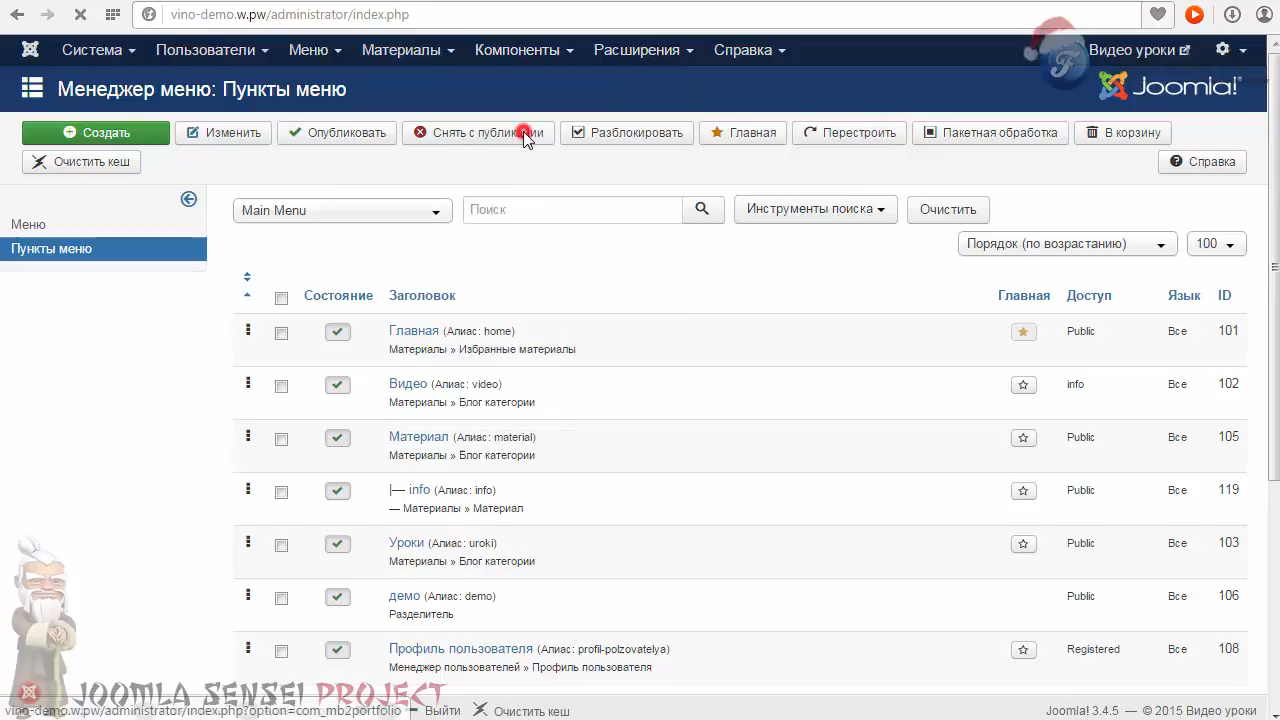 vino-demo.w.pw/administrator/index.php
Система Пользователи Меню Материалы Компоненты Расширения Справка Видео уроки
Менеджер меню: Пункты меню Joomla!
Создать Изменить Опубликовать Снять с публикации Разблокировать Главная Перестроить Пакетная обработка В корзину
Очистить кеш Справка
Main Menu Поиск Инструменты поиска Очистить
Меню
Пункты меню
Порядок (по возрастанию) 100
Состояние Заголовок Главная Доступ Язык ID
Главная (Алиас: home) Public Все 101
Материалы » Избранные материалы
Видео (Алиас: video) info Все 102
Материалы » Блог категории
Материал (Алиас: material) Public Все 105
Материалы » Блог категории
|— info (Алиас: info) Public Все 119
— Материалы » Материал
Уроки (Алиас: uroki) Public Все 103
Материалы » Блог категории
демо (Алиас: demo) Public Все 106
Разделитель
Профиль пользователя (Алиас: profil-polzovatelya) Registered Все 108
Менеджер пользователей » Профиль пользователя
JOOMLA SENSEI PROJECT
vino-demo.w.pw/administrator/index.php?option=com_mb2portfolio Выйти Очистить кеш Joomla! 3.4.5 — © 2015 Видео уроки